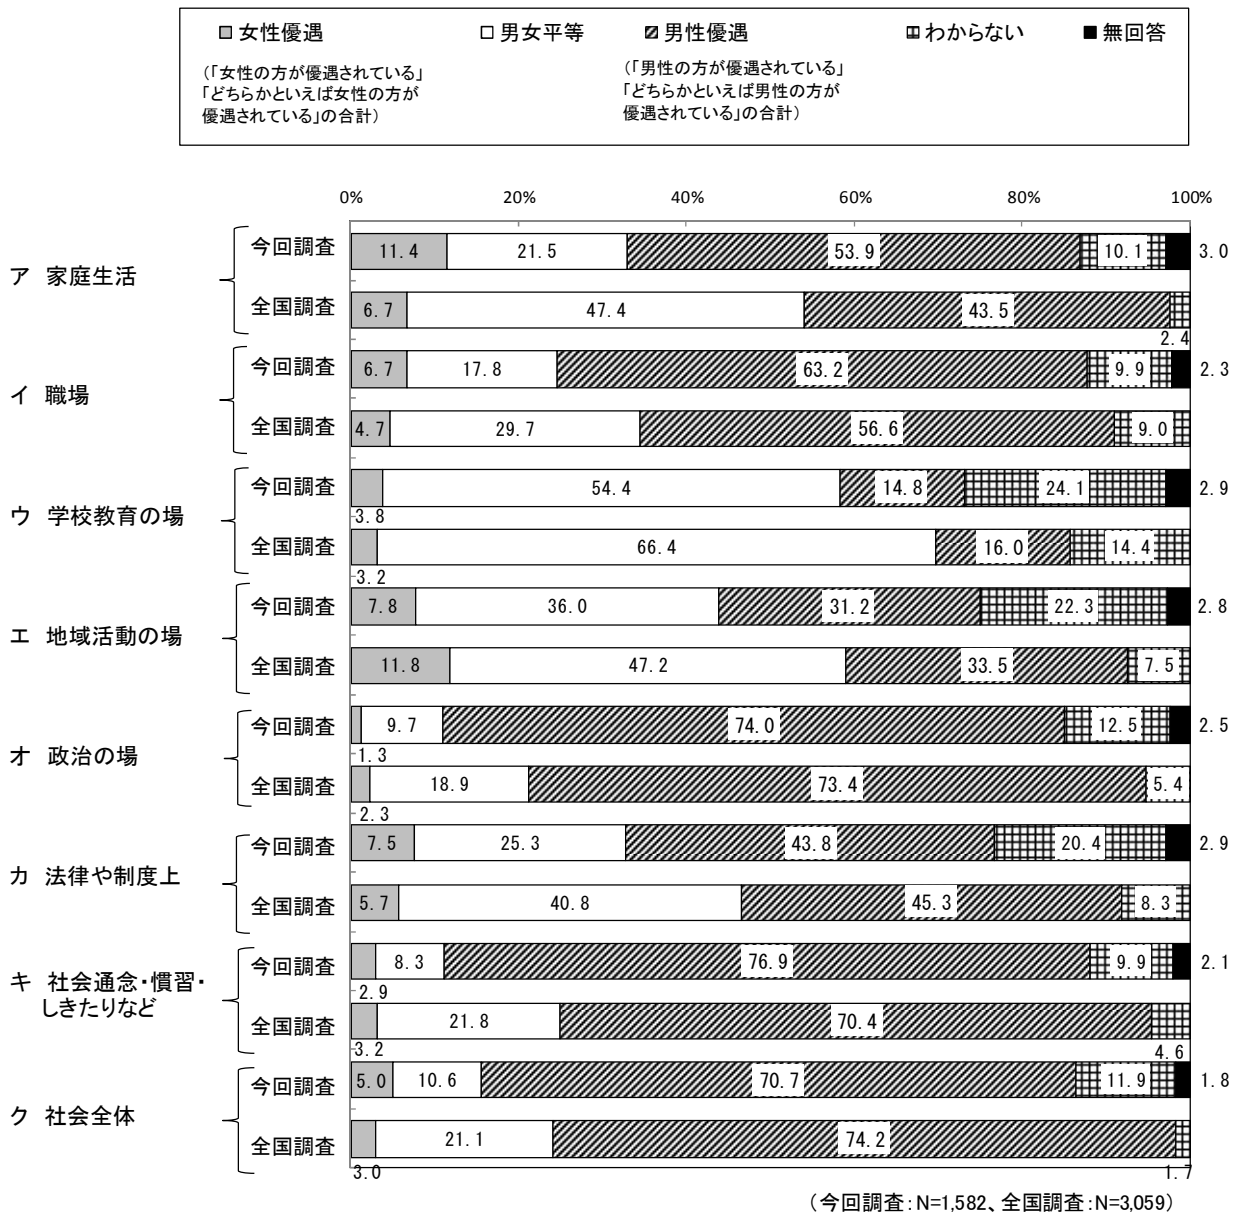 女性優遇 男女平等 男性優遇 わからない 無回答
（「女性の方が優遇されている」
「どちらかといえば女性の方が
優遇されている」の合計）
（「男性の方が優遇されている」
「どちらかといえば男性の方が
優遇されている」の合計）
0% 20% 40% 60% 80% 100%
ア 家庭生活
今回調査 11.4 21.5 53.9 10.1 3.0
全国調査 6.7 47.4 43.5 2.4
イ 職場
今回調査 6.7 17.8 63.2 9.9 2.3
全国調査 4.7 29.7 56.6 9.0
ウ 学校教育の場
今回調査 3.8 54.4 14.8 24.1 2.9
全国調査 3.2 66.4 16.0 14.4
エ 地域活動の場
今回調査 7.8 36.0 31.2 22.3 2.8
全国調査 11.8 47.2 33.5 7.5
オ 政治の場
今回調査 1.3 9.7 74.0 12.5 2.5
全国調査 2.3 18.9 73.4 5.4
カ 法律や制度上
今回調査 7.5 25.3 43.8 20.4 2.9
全国調査 5.7 40.8 45.3 8.3
キ 社会通念・慣習・
しきたりなど
今回調査 2.9 8.3 76.9 9.9 2.1
全国調査 3.2 21.8 70.4 4.6
ク 社会全体
今回調査 5.0 10.6 70.7 11.9 1.8
全国調査 3.0 21.1 74.2 1.7
（今回調査：N=1,582、全国調査：N=3,059）